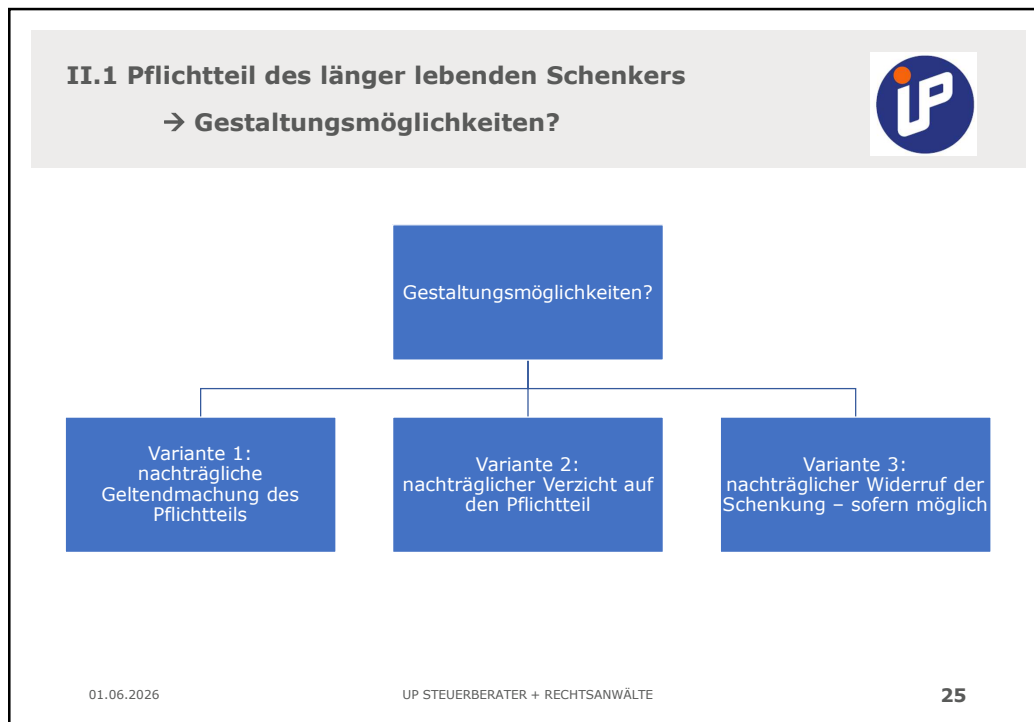 II.1 Pflichtteil des länger lebenden Schenkers
→ Gestaltungsmöglichkeiten?
iP
Gestaltungsmöglichkeiten?
Variante 1:
nachträgliche
Geltendmachung des
Pflichtteils
Variante 2:
nachträglicher Verzicht auf
den Pflichtteil
Variante 3:
nachträglicher Widerruf der
Schenkung – sofern möglich
01.06.2026
UP STEUERBERATER + RECHTSANWÄLTE
25